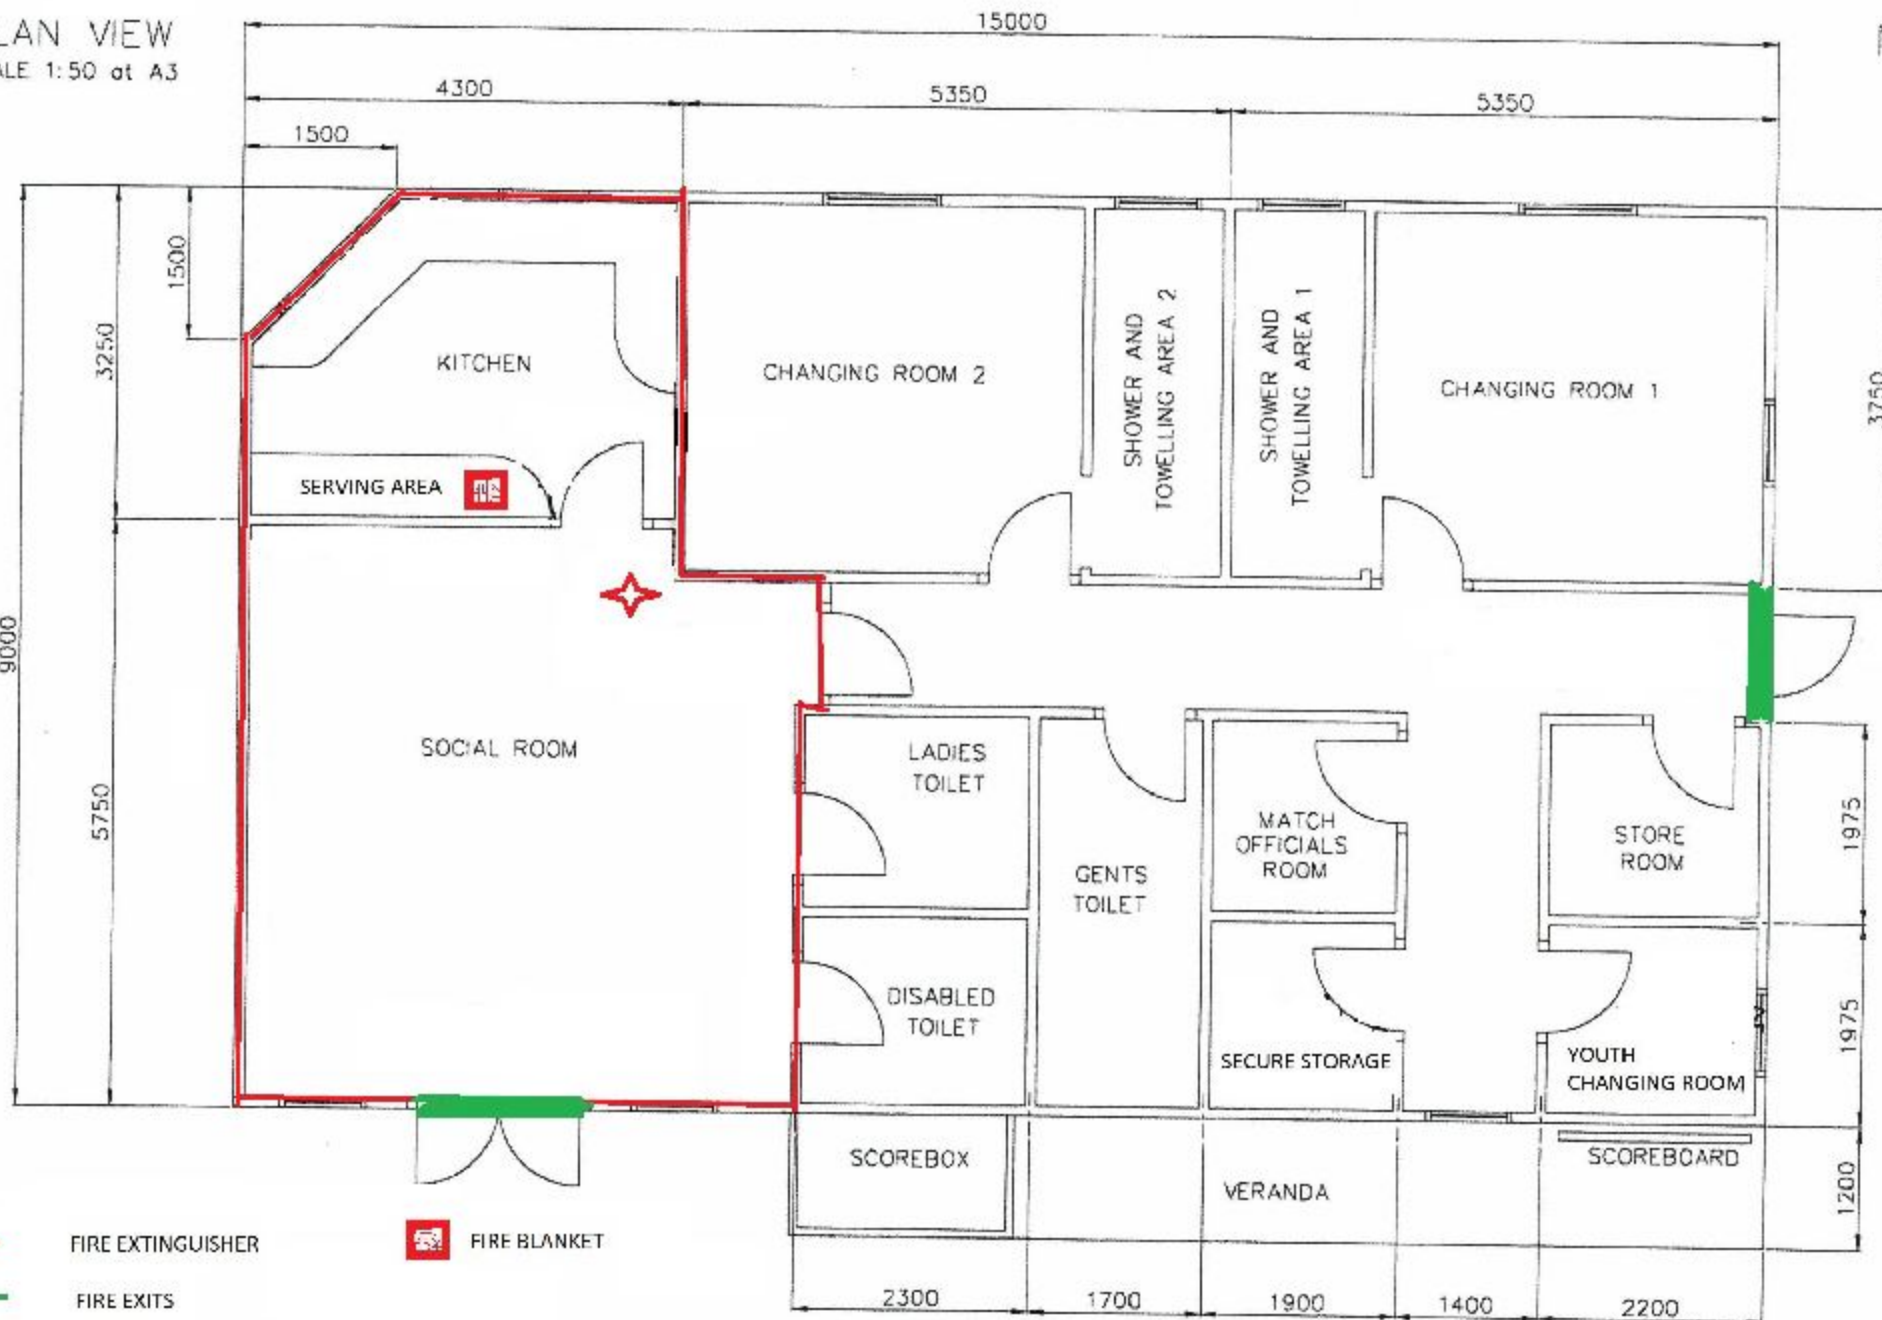 LAN VIEW
ALE 1:50 at A3
15000
4300
5350
5350
1500
1500
3250
9000
5750
3750
KITCHEN
SERVING AREA
CHANGING ROOM 2
SHOWER AND
TOWELLING AREA 2
SHOWER AND
TOWELLING AREA 1
CHANGING ROOM 1
SOCIAL ROOM
LADIES
TOILET
GENTS
TOILET
MATCH
OFFICIALS
ROOM
STORE
ROOM
1975
DISABLED
TOILET
SECURE STORAGE
YOUTH
CHANGING ROOM
1975
SCOREBOX
VERANDA
SCOREBOARD
1200
FIRE EXTINGUISHER
FIRE BLANKET
FIRE EXITS
2300
1700
1900
1400
2200